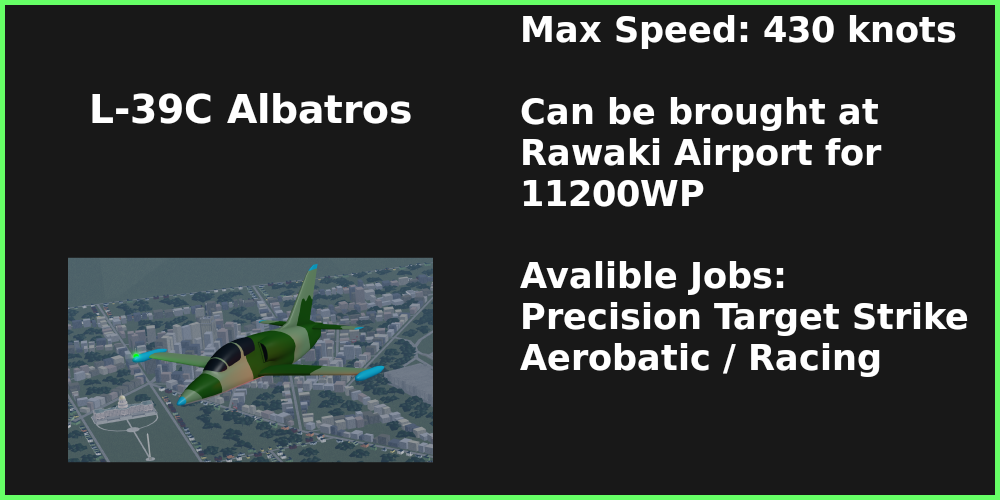 L-39C Albatros
Max Speed: 430 knots
Can be brought at
Rawaki Airport for
11200WP
Avalible Jobs:
Precision Target Strike
Aerobatic / Racing